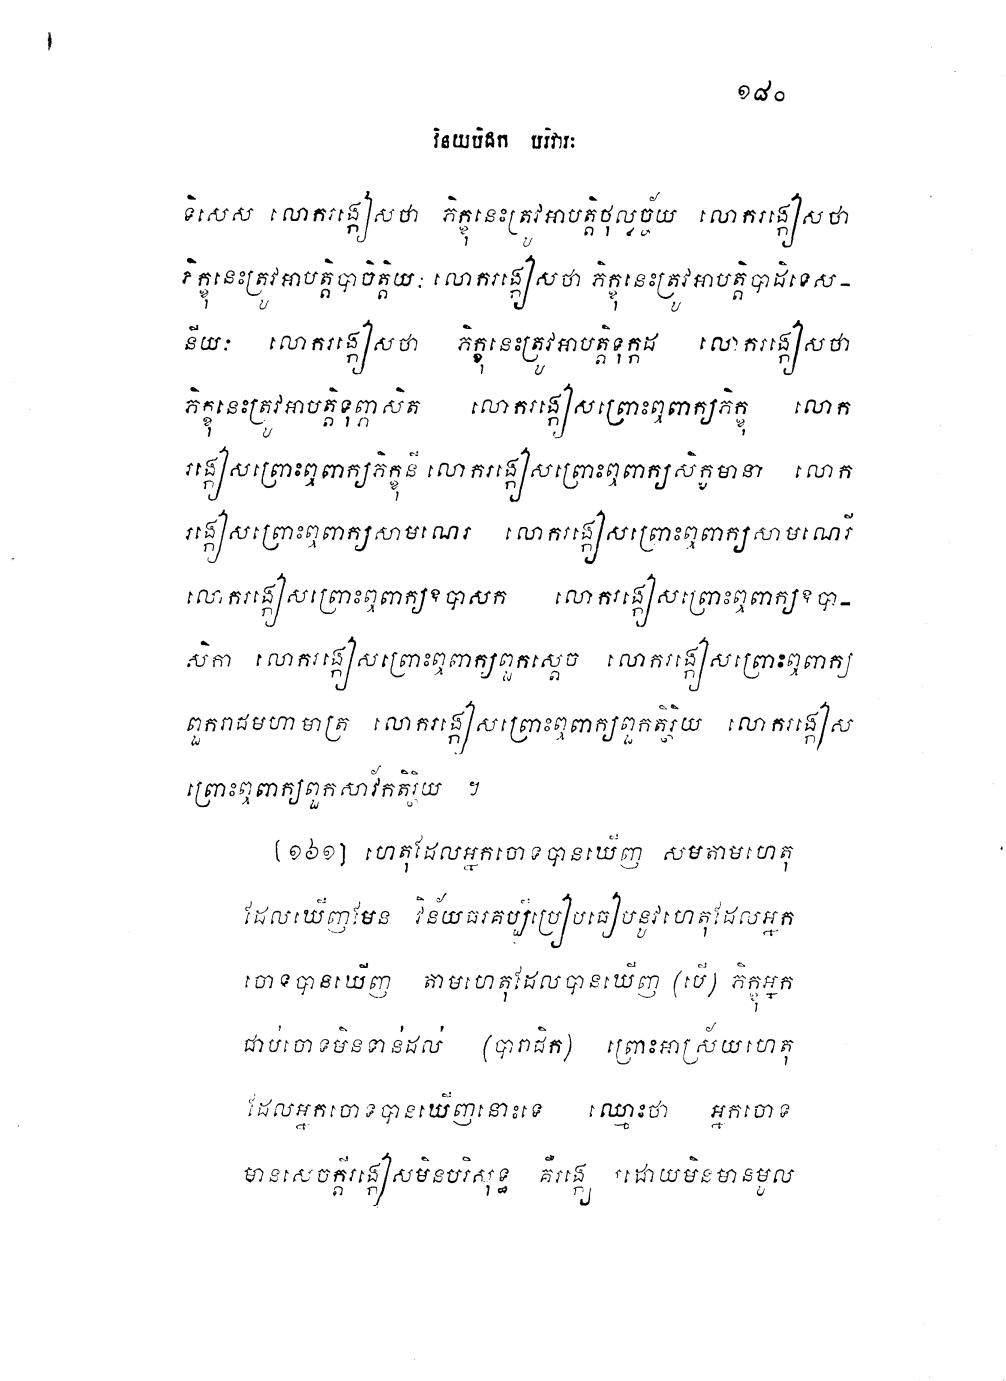 ១៨០
វិនយបិដក បរិវារៈ
ទិសេស លោករង្កៀសថា ភិក្ខុនេះត្រូវអាបត្តិថុល្លច្ច័យ លោករង្កៀសថា
ភិក្ខុនេះត្រូវអាបត្តិបាចិត្តិយៈ លោករង្កៀសថា ភិក្ខុនេះត្រូវអាបត្តិបាដិទេស-
នីយៈ លោករង្កៀសថា ភិក្ខុនេះត្រូវអាបត្តិទុក្កដ លោករង្កៀសថា
ភិក្ខុនេះត្រូវអាបត្តិទុព្ភាសិត លោករង្កៀសព្រោះឮពាក្យភិក្ខុ លោក
រង្កៀសព្រោះឮពាក្យភិក្ខុនី លោករង្កៀសព្រោះឮពាក្យសិក្ខមានា លោក
រង្កៀសព្រោះឮពាក្យសាមណេរ លោករង្កៀសព្រោះឮពាក្យសាមណេរី
លោករង្កៀសព្រោះឮពាក្យឧបាសក លោករង្កៀសព្រោះឮពាក្យឧបា-
សិកា លោករង្កៀសព្រោះឮពាក្យពួកស្តេច លោករង្កៀសព្រោះឮពាក្យ
ពួករាជមហាមាត្រ លោករង្កៀសព្រោះឮពាក្យពួកតិរ្ថិយ លោករង្កៀស
ព្រោះឮពាក្យពួកសាវ័កតិរ្ថិយ ។
[១៦១] ហេតុដែលអ្នកចោទបានឃើញ សមតាមហេតុ
ដែលឃើញមែន វិន័យធរគប្បីប្រៀបធៀបនូវហេតុដែលអ្នក
ចោទបានឃើញ តាមហេតុដែលបានឃើញ (បើ) ភិក្ខុអ្នក
ជាប់ចោទមិនទាន់ដល់ (បារាជិក) ព្រោះអាស្រ័យហេតុ
ដែលអ្នកចោទបានឃើញនោះទេ ឈ្មោះថា អ្នកចោទ
មានសេចក្តីរង្កៀសមិនបរិសុទ្ធ គឺរង្កៀសដោយមិនមានមូល